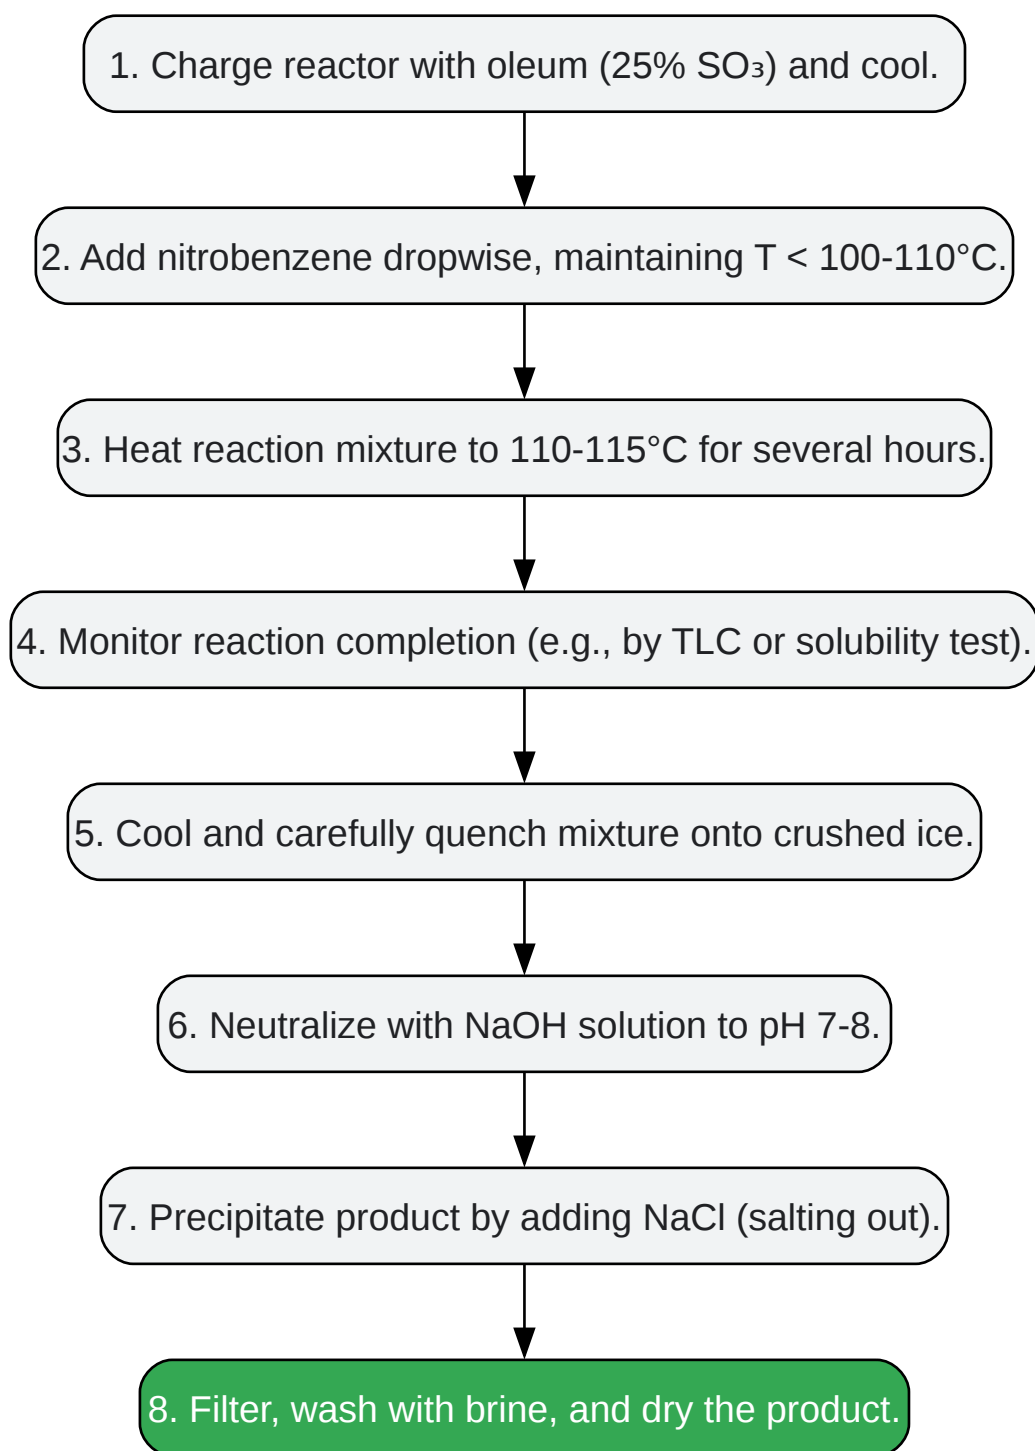 1. Charge reactor with oleum (25% SO₃) and cool.
2. Add nitrobenzene dropwise, maintaining T < 100-110°C.
3. Heat reaction mixture to 110-115°C for several hours.
4. Monitor reaction completion (e.g., by TLC or solubility test).
5. Cool and carefully quench mixture onto crushed ice.
6. Neutralize with NaOH solution to pH 7-8.
7. Precipitate product by adding NaCl (salting out).
8. Filter, wash with brine, and dry the product.